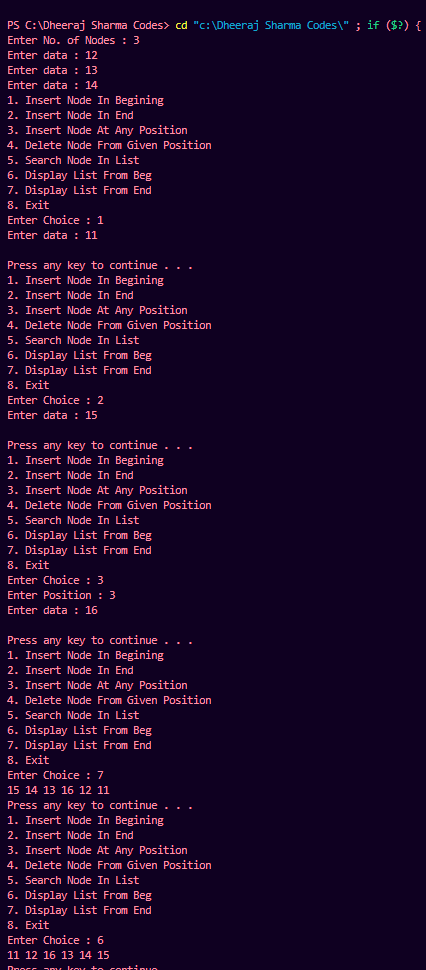 PS C:\Dheeraj Sharma Codes> cd "c:\Dheeraj Sharma Codes\" ; if ($?) {
Enter No. of Nodes : 3
Enter data : 12
Enter data : 13
Enter data : 14
1. Insert Node In Begining
2. Insert Node In End
3. Insert Node At Any Position
4. Delete Node From Given Position
5. Search Node In List
6. Display List From Beg
7. Display List From End
8. Exit
Enter Choice : 1
Enter data : 11
Press any key to continue . . .
1. Insert Node In Begining
2. Insert Node In End
3. Insert Node At Any Position
4. Delete Node From Given Position
5. Search Node In List
6. Display List From Beg
7. Display List From End
8. Exit
Enter Choice : 2
Enter data : 15
Press any key to continue . . .
1. Insert Node In Begining
2. Insert Node In End
3. Insert Node At Any Position
4. Delete Node From Given Position
5. Search Node In List
6. Display List From Beg
7. Display List From End
8. Exit
Enter Choice : 3
Enter Position : 3
Enter data : 16
Press any key to continue . . .
1. Insert Node In Begining
2. Insert Node In End
3. Insert Node At Any Position
4. Delete Node From Given Position
5. Search Node In List
6. Display List From Beg
7. Display List From End
8. Exit
Enter Choice : 7
15 14 13 16 12 11
Press any key to continue . . .
1. Insert Node In Begining
2. Insert Node In End
3. Insert Node At Any Position
4. Delete Node From Given Position
5. Search Node In List
6. Display List From Beg
7. Display List From End
8. Exit
Enter Choice : 6
11 12 16 13 14 15
Press any key to continue